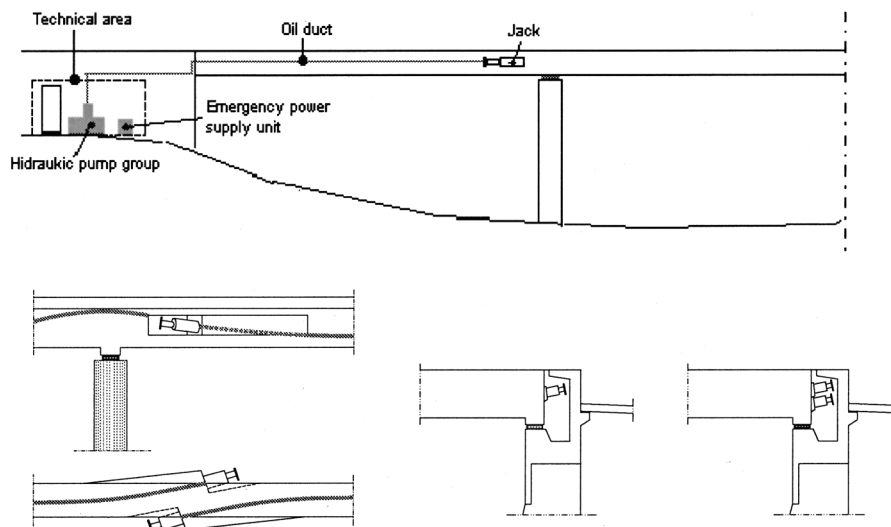 Technical area
Oil duct
Jack
Emergency power
supply unit
Hidraukic pump group